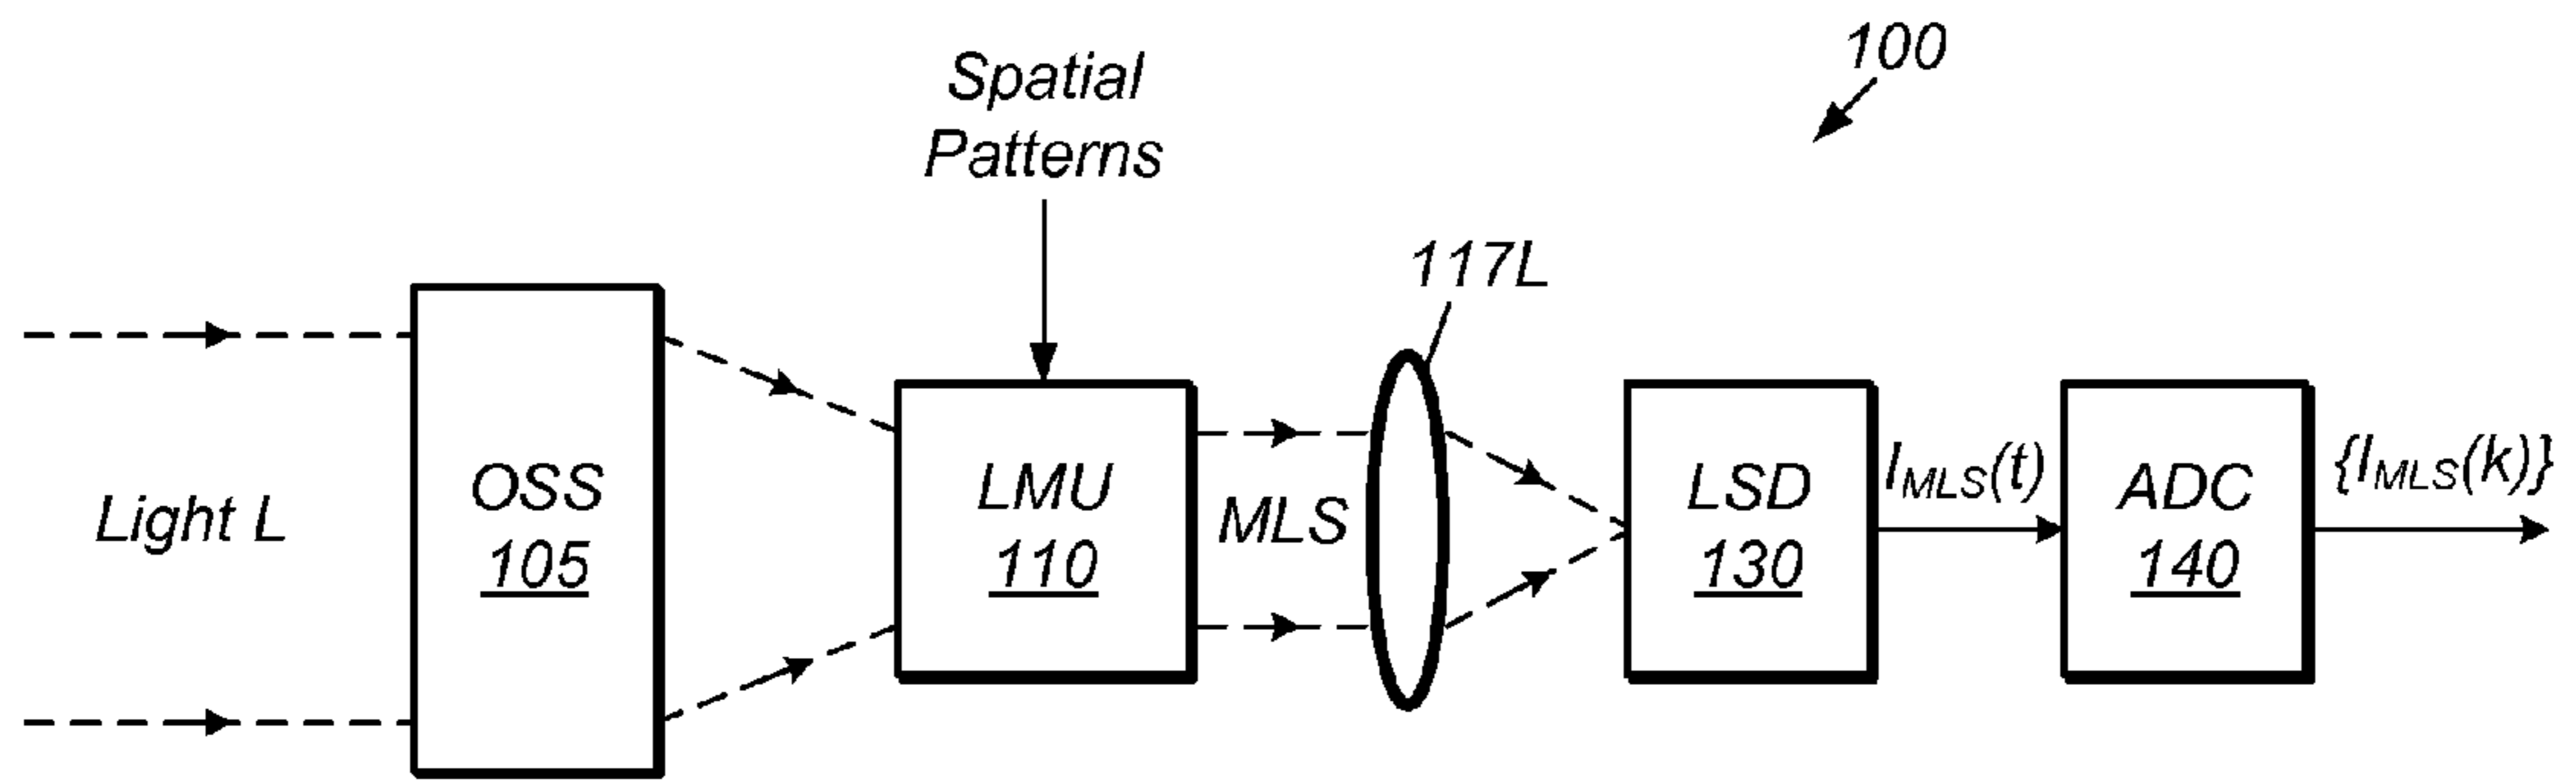 100
Spatial
Patterns
117L
Light L
OSS
105
LMU
110
MLS
LSD
130
I_MLS(t)
ADC
140
{I_MLS(k)}